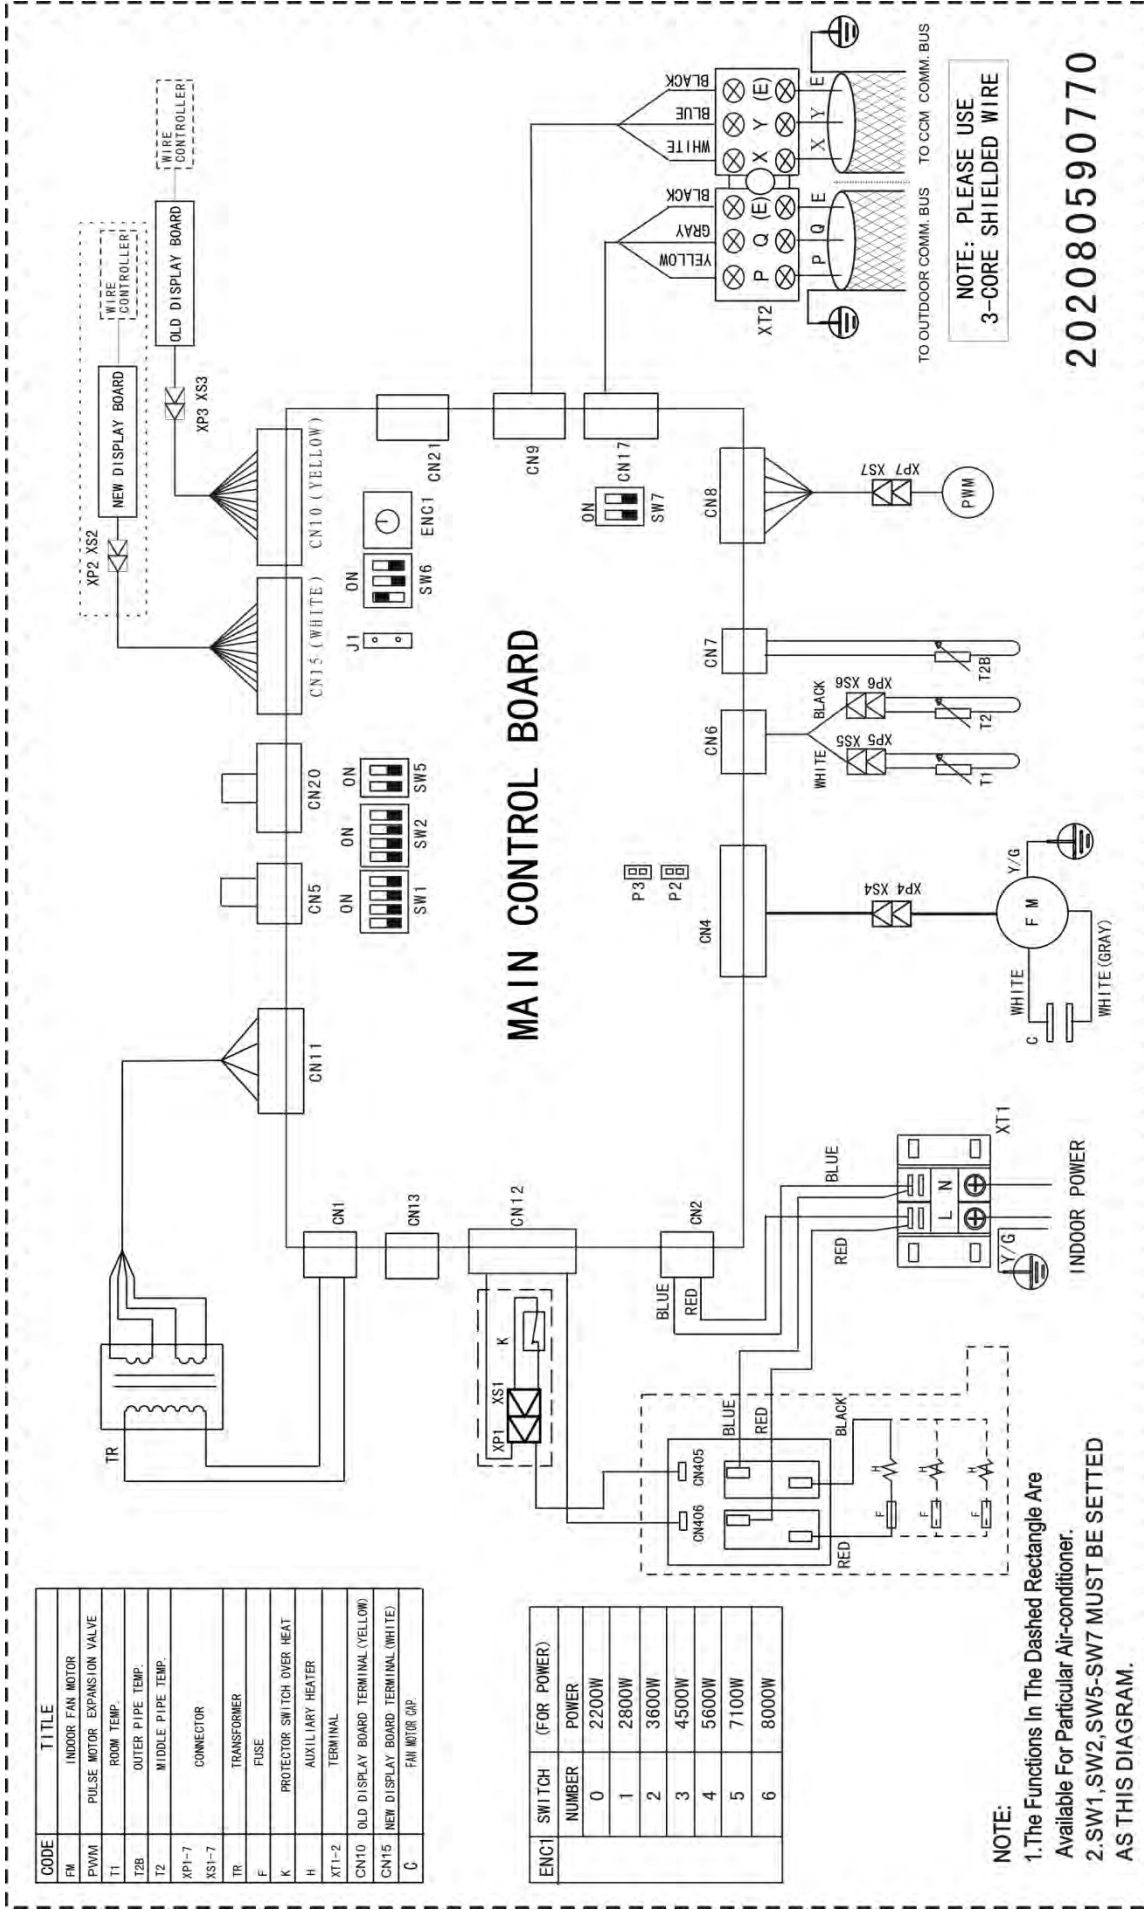 CODE TITLE
FM INDOOR FAN MOTOR
PWM PULSE MOTOR EXPANSION VALVE
T1 ROOM TEMP.
T2B OUTER PIPE TEMP.
T2 MIDDLE PIPE TEMP.
XP1-7
XS1-7 CONNECTOR
TR TRANSFORMER
F FUSE
K PROTECTOR SWITCH OVER HEAT
H AUXILIARY HEATER
XT1-2 TERMINAL
CN10 OLD DISPLAY BOARD TERMINAL(YELLOW)
CN15 NEW DISPLAY BOARD TERMINAL(WHITE)
C FAN MOTOR CAP.
ENC1 SWITCH (FOR POWER)
NUMBER POWER
0 2200W
1 2800W
2 3600W
3 4500W
4 5600W
5 7100W
6 8000W
NOTE:
1.The Functions In The Dashed Rectangle Are
Available For Particular Air-conditioner.
2.SW1,SW2,SW5-SW7 MUST BE SETTED
AS THIS DIAGRAM.
TR
XP1 XS1
K
CN406 CN405
BLUE
RED
BLACK
RED
F H
F H
F H
CN1
CN13
CN12
CN2
BLUE
RED
BLUE
RED
L N
XT1
Y/G
INDOOR POWER
CN11
CN5
CN20
CN15(WHITE)
CN10(YELLOW)
ON
SW1
ON
SW2
ON
SW5
J1
ON
SW6
ENC1
MAIN CONTROL BOARD
P3
P2
CN4
XP4 XS4
F M
Y/G
WHITE
C
WHITE(GRAY)
CN6
WHITE BLACK
XP5 XS5
XP6 XS6
T1
T2
CN7
T2B
CN8
XP7 XS7
PWM
ON
SW7
CN17
CN9
CN21
XP2 XS2
NEW DISPLAY BOARD
WIRE
CONTROLLER
XP3 XS3
OLD DISPLAY BOARD
WIRE
CONTROLLER
YELLOW GRAY BLACK WHITE BLUE BLACK
P Q (E) X Y (E)
XT2
P Q E X Y E
TO OUTDOOR COMM. BUS TO CCM COMM. BUS
NOTE: PLEASE USE
3-CORE SHIELDED WIRE
202080590770